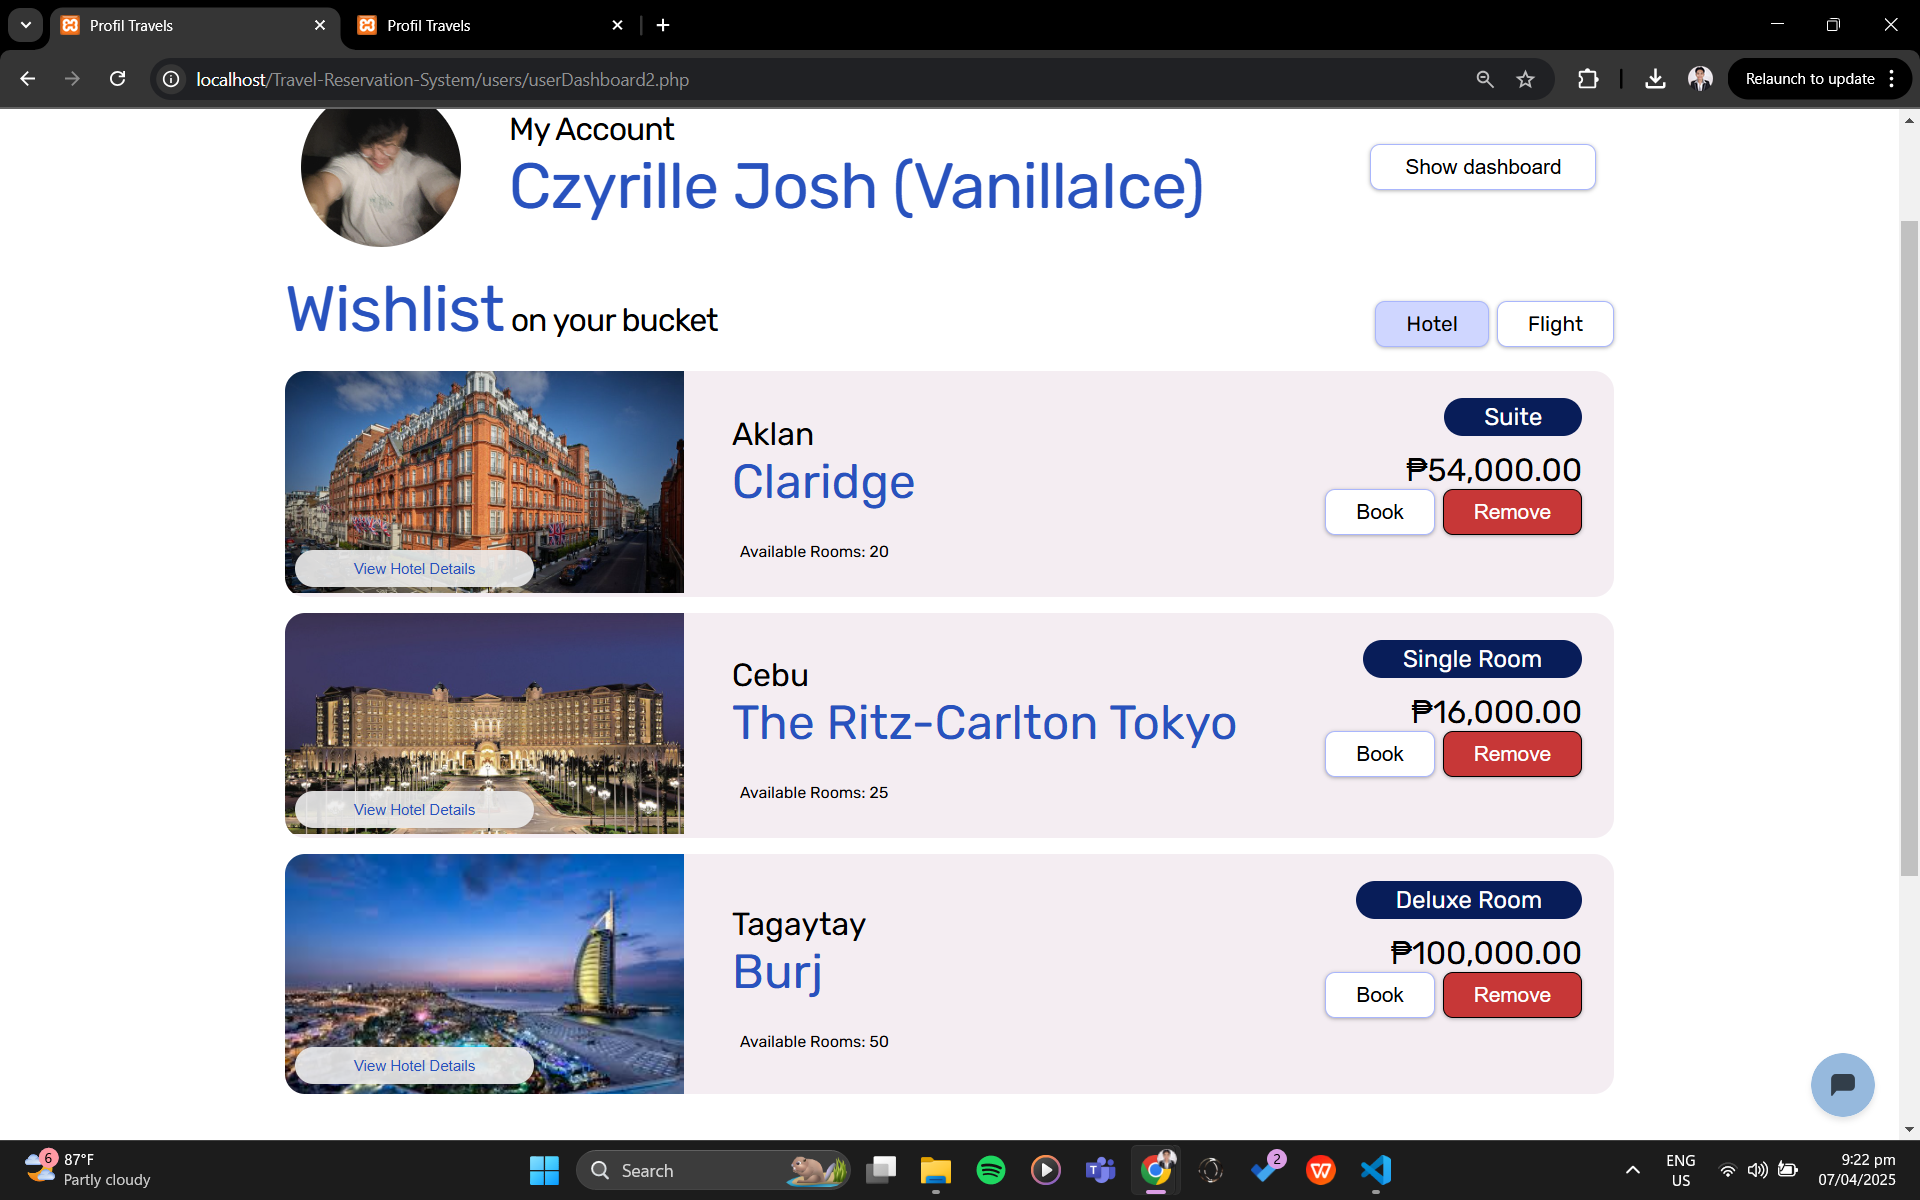 Profil Travels
Profil Travels
localhost/Travel-Reservation-System/users/userDashboard2.php
Relaunch to update
My Account
Czyrille Josh (VanillaIce)
Show dashboard
Wishlist on your bucket
Hotel
Flight
Suite
Aklan
Claridge
₱54,000.00
Book
Remove
Available Rooms: 20
View Hotel Details
Single Room
Cebu
The Ritz-Carlton Tokyo
₱16,000.00
Book
Remove
Available Rooms: 25
View Hotel Details
Deluxe Room
Tagaytay
Burj
₱100,000.00
Book
Remove
Available Rooms: 50
View Hotel Details
6
87°F
Partly cloudy
Search
2
ENG
US
9:22 pm
07/04/2025